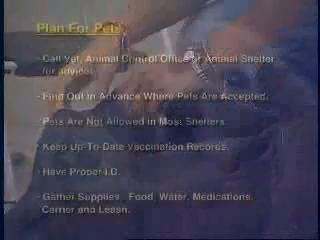 Plan For Pets
- Call Vet, Animal Control Office or Animal Shelter
for advice.
- Find Out in Advance Where Pets Are Accepted.
- Pets Are Not Allowed in Most Shelters.
- Keep Up-To-Date Vaccination Records.
- Have Proper I.D.
- Gather Supplies, Food, Water, Medications,
Carrier and Leash.